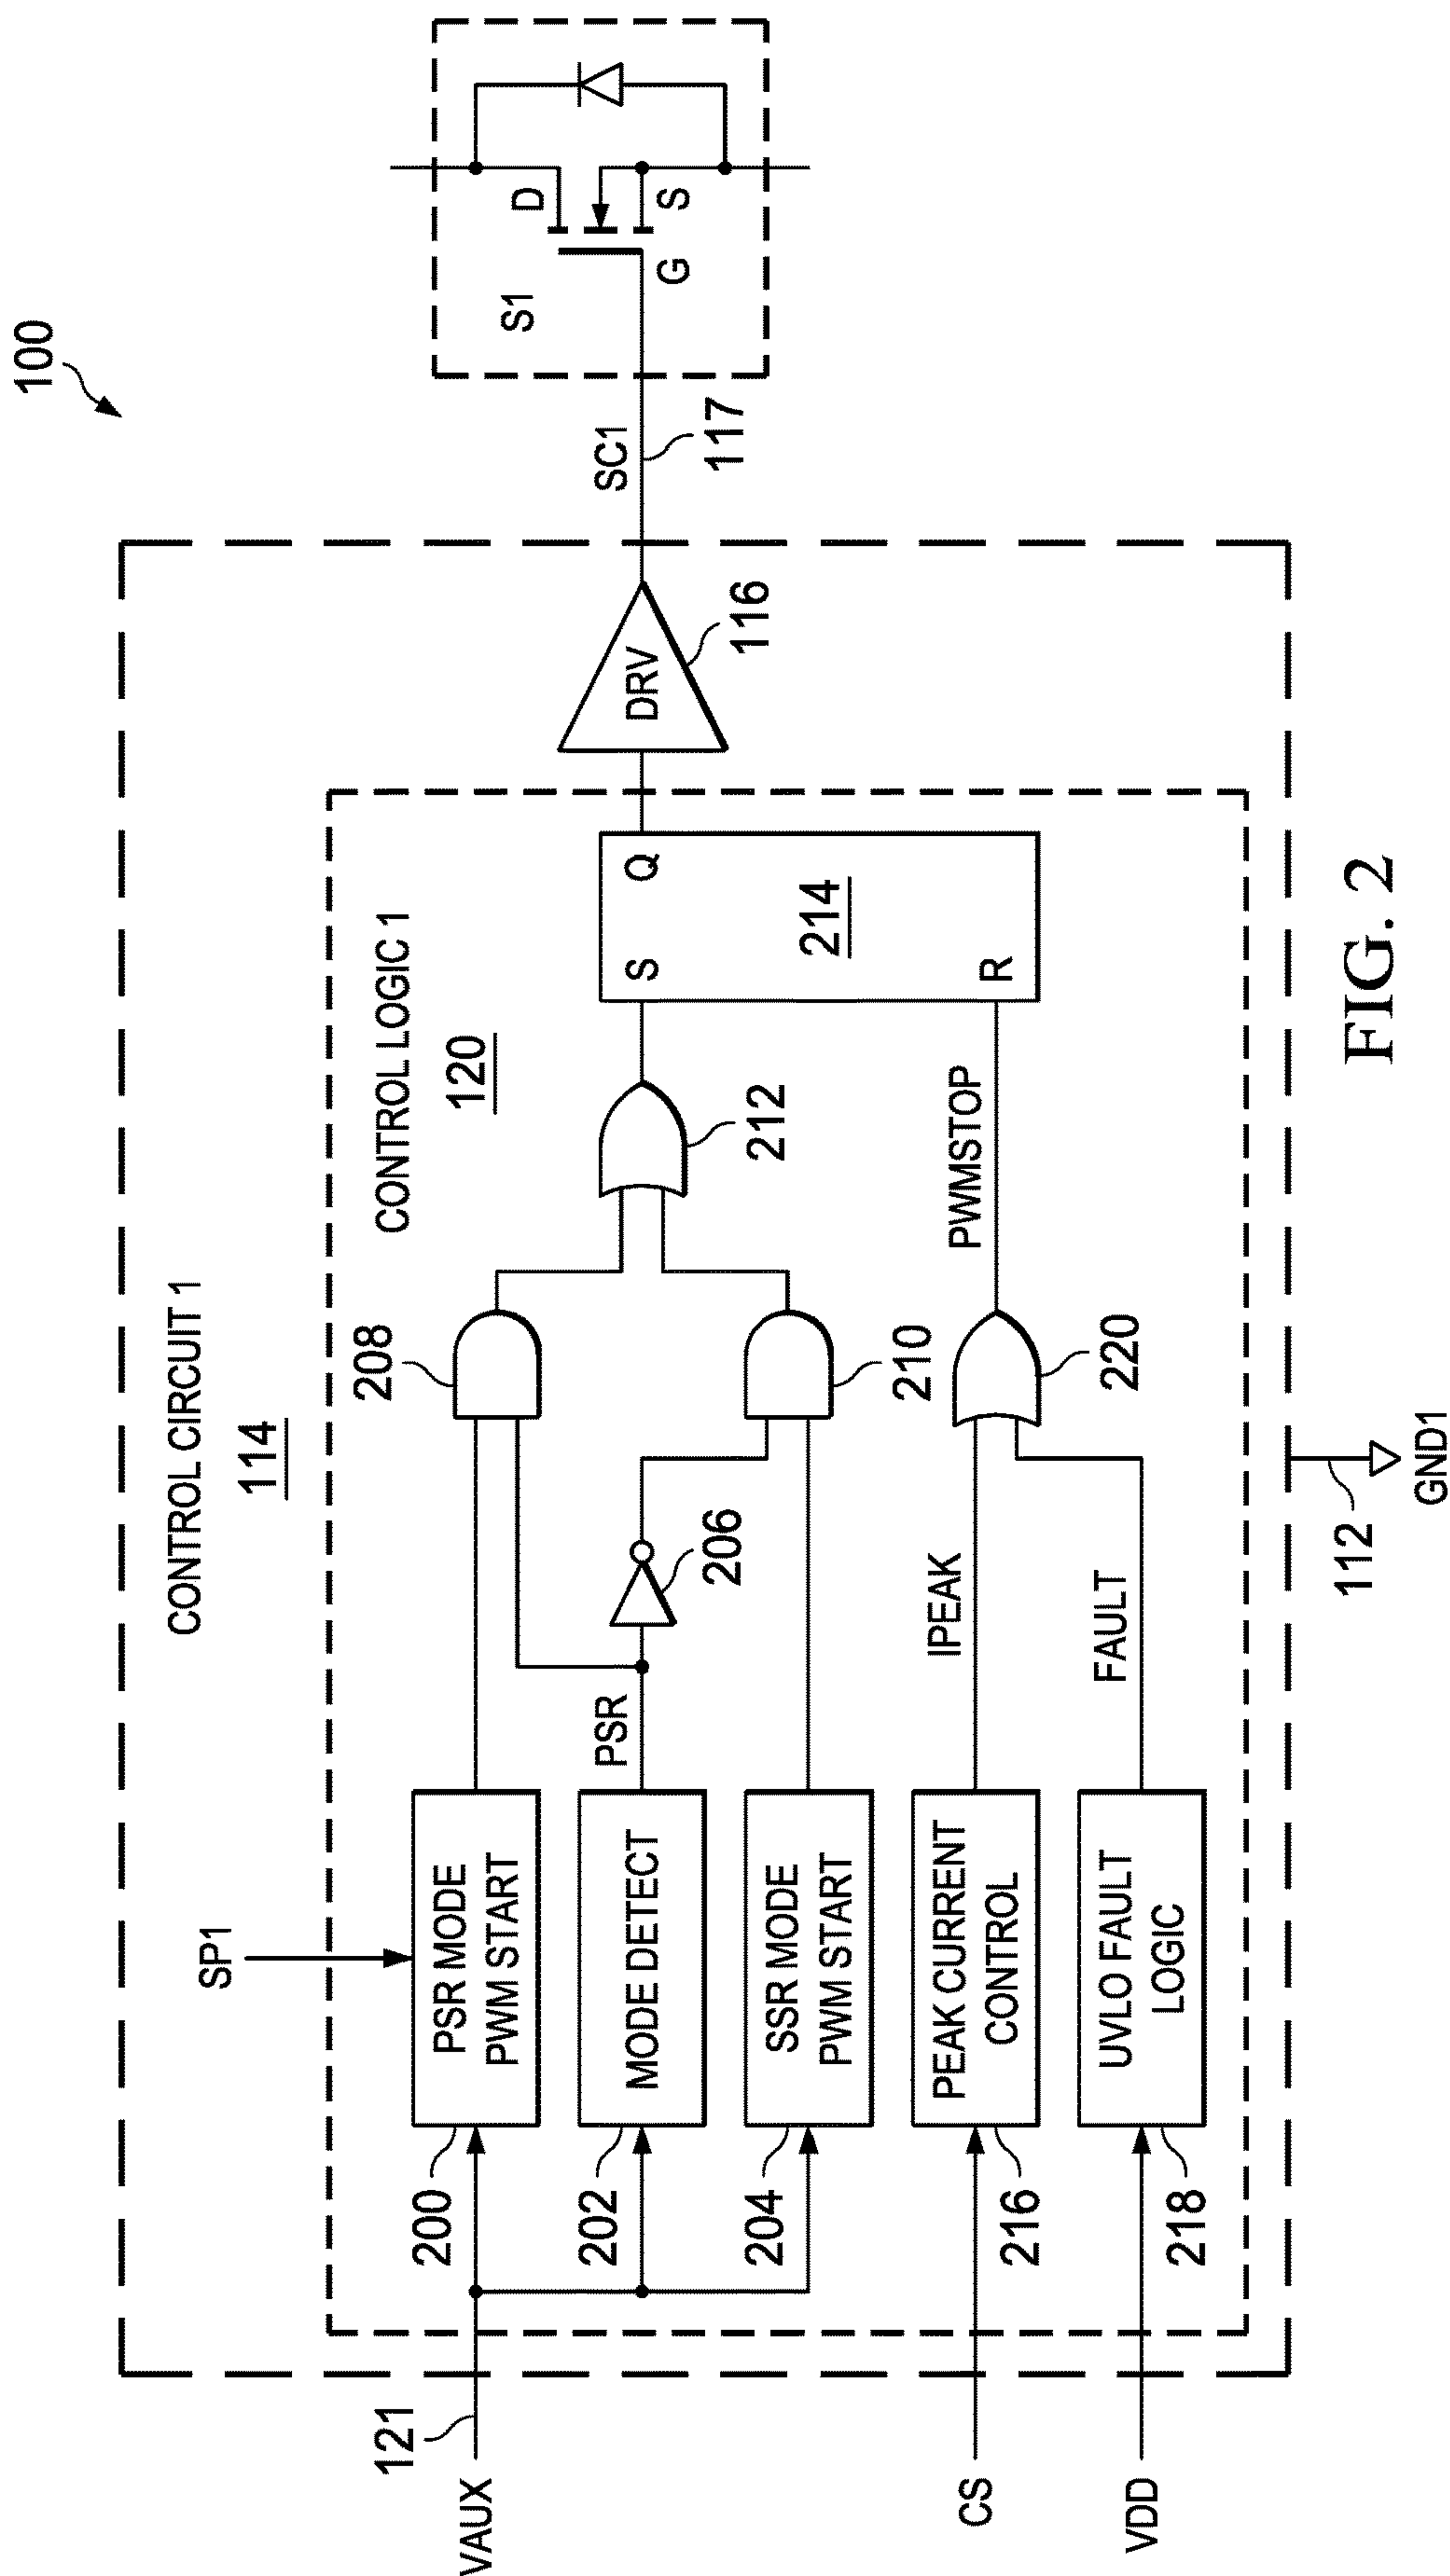 100
CONTROL CIRCUIT 1
114
CONTROL LOGIC 1
120
SP1
VAUX
121
200
PSR MODE
PWM START
202
MODE DETECT
PSR
204
SSR MODE
PWM START
206
208
210
212
S
Q
R
214
DRV
116
SC1
117
S1
D
G
S
CS
216
PEAK CURRENT
CONTROL
IPEAK
VDD
218
UVLO FAULT
LOGIC
FAULT
220
PWMSTOP
112
GND1
FIG. 2